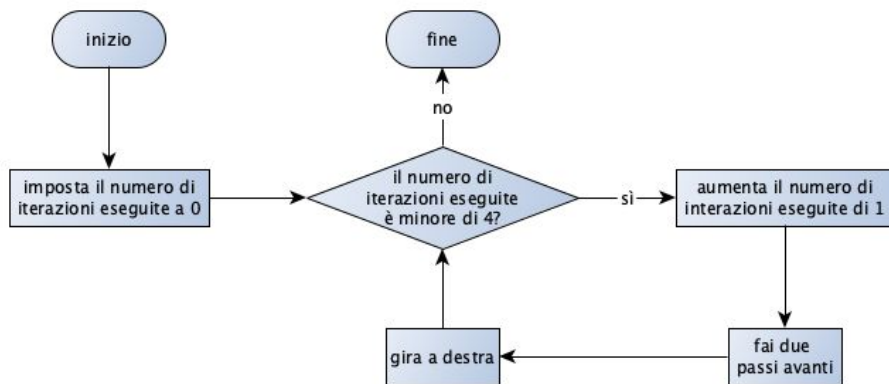 inizio
fine
no
imposta il numero di
iterazioni eseguite a 0
il numero di
iterazioni eseguite
è minore di 4?
sì
aumenta il numero di
interazioni eseguite di 1
gira a destra
fai due
passi avanti